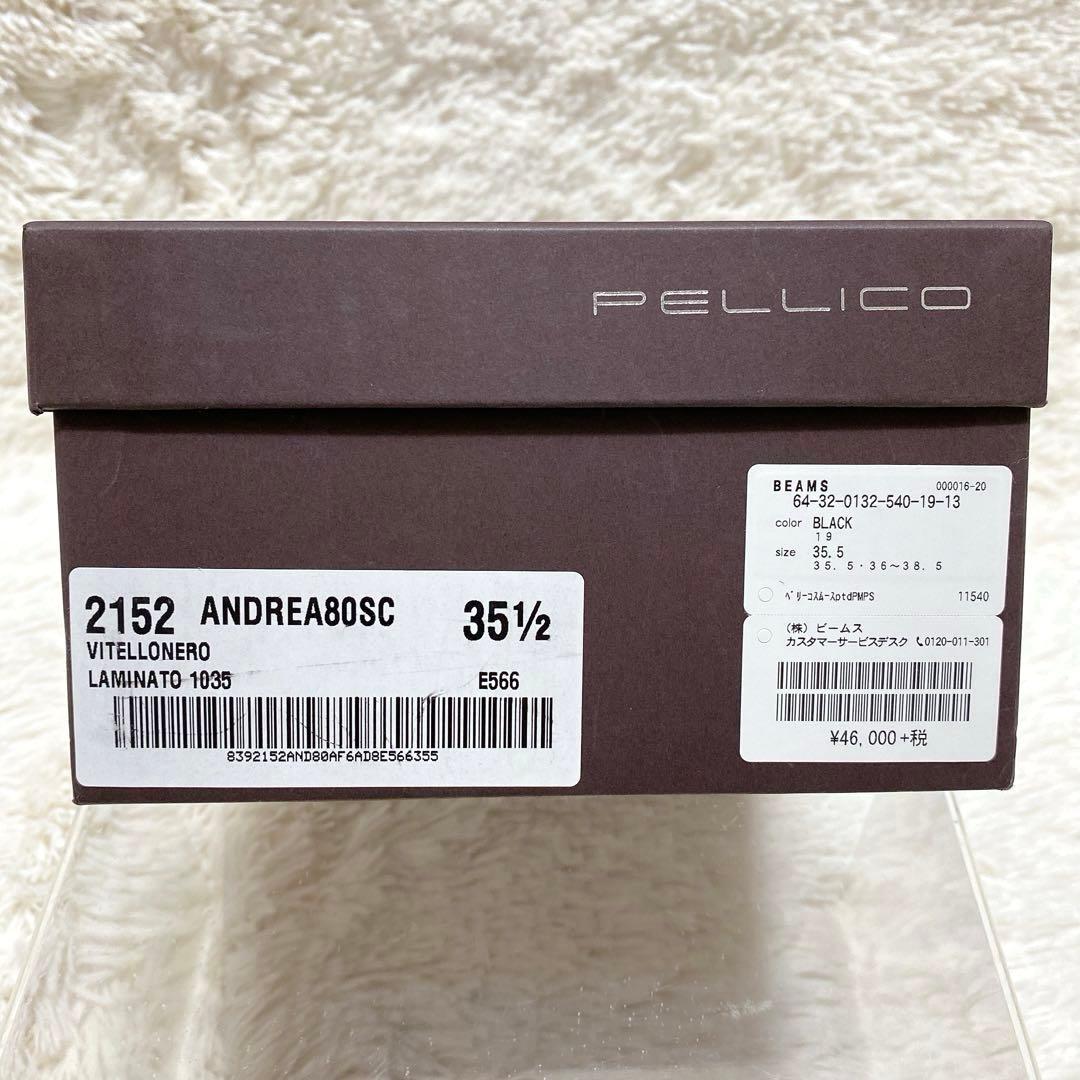 PELLICO
2152 ANDREA80SC 35½
VITELLONERO
LAMINATO 1035 E566
8392152AND80AF6AD8E566355
BEAMS 000016-20
64-32-0132-540-19-13
color BLACK
19
size 35.5
35.5・36～38.5
ﾍﾞﾘｰｺｽﾑｰｽptdPMPS 11540
(株) ビームス
カスタマーサービスデスク 📞0120-011-301
¥46,000+税